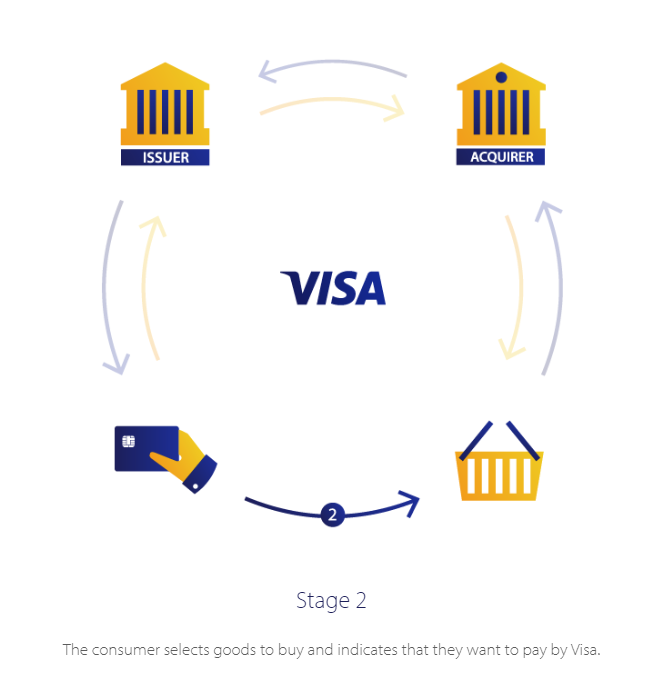 ISSUER
ACQUIRER
VISA
2
Stage 2
The consumer selects goods to buy and indicates that they want to pay by Visa.